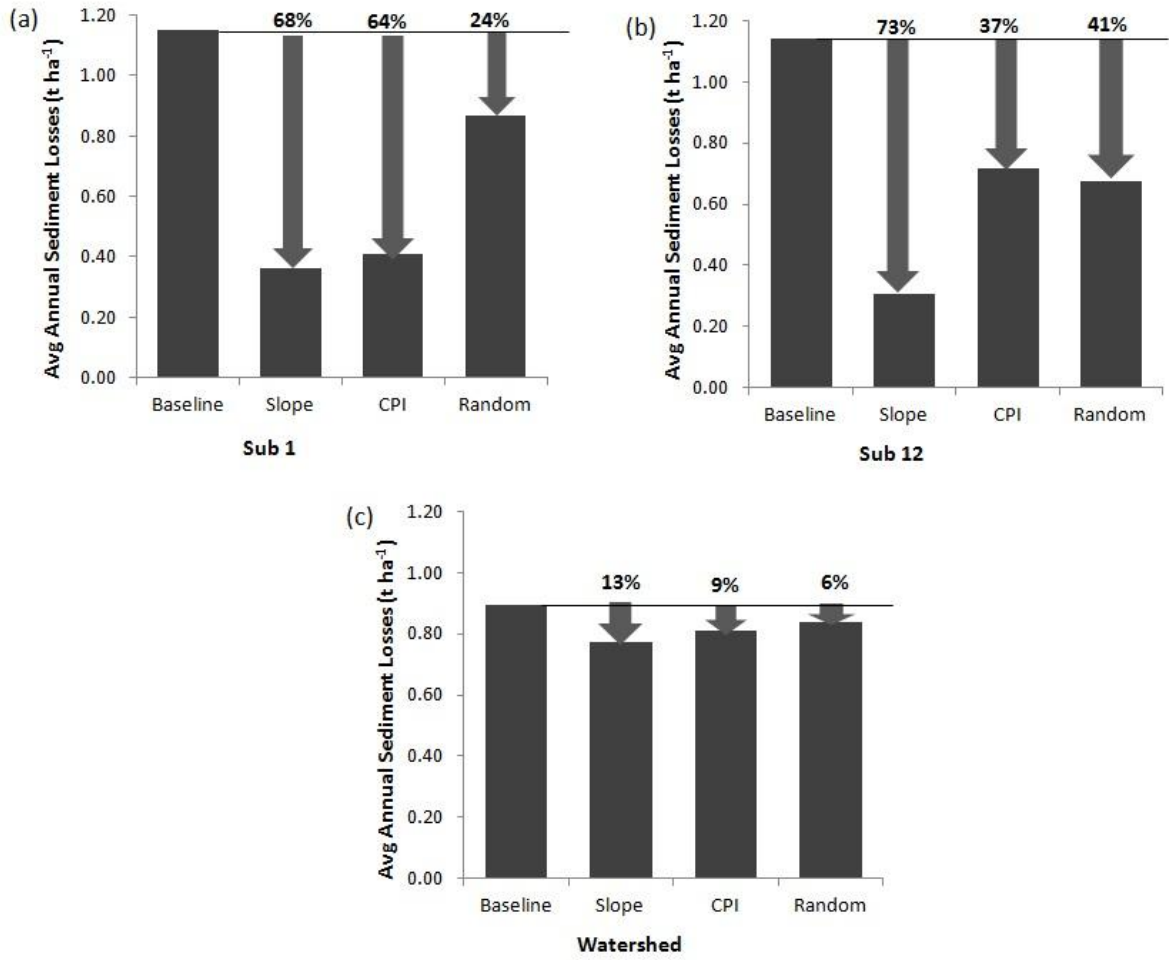 (a)
Avg Annual Sediment Losses (t ha⁻¹)
1.20
1.00
0.80
0.60
0.40
0.20
0.00
68% 64% 24%
Baseline Slope CPI Random
Sub 1
(b)
Avg Annual Sediment Losses (t ha⁻¹)
1.20
1.00
0.80
0.60
0.40
0.20
0.00
73% 37% 41%
Baseline Slope CPI Random
Sub 12
(c)
Avg Annual Sediment Losses (t ha⁻¹)
1.20
1.00
0.80
0.60
0.40
0.20
0.00
13% 9% 6%
Baseline Slope CPI Random
Watershed